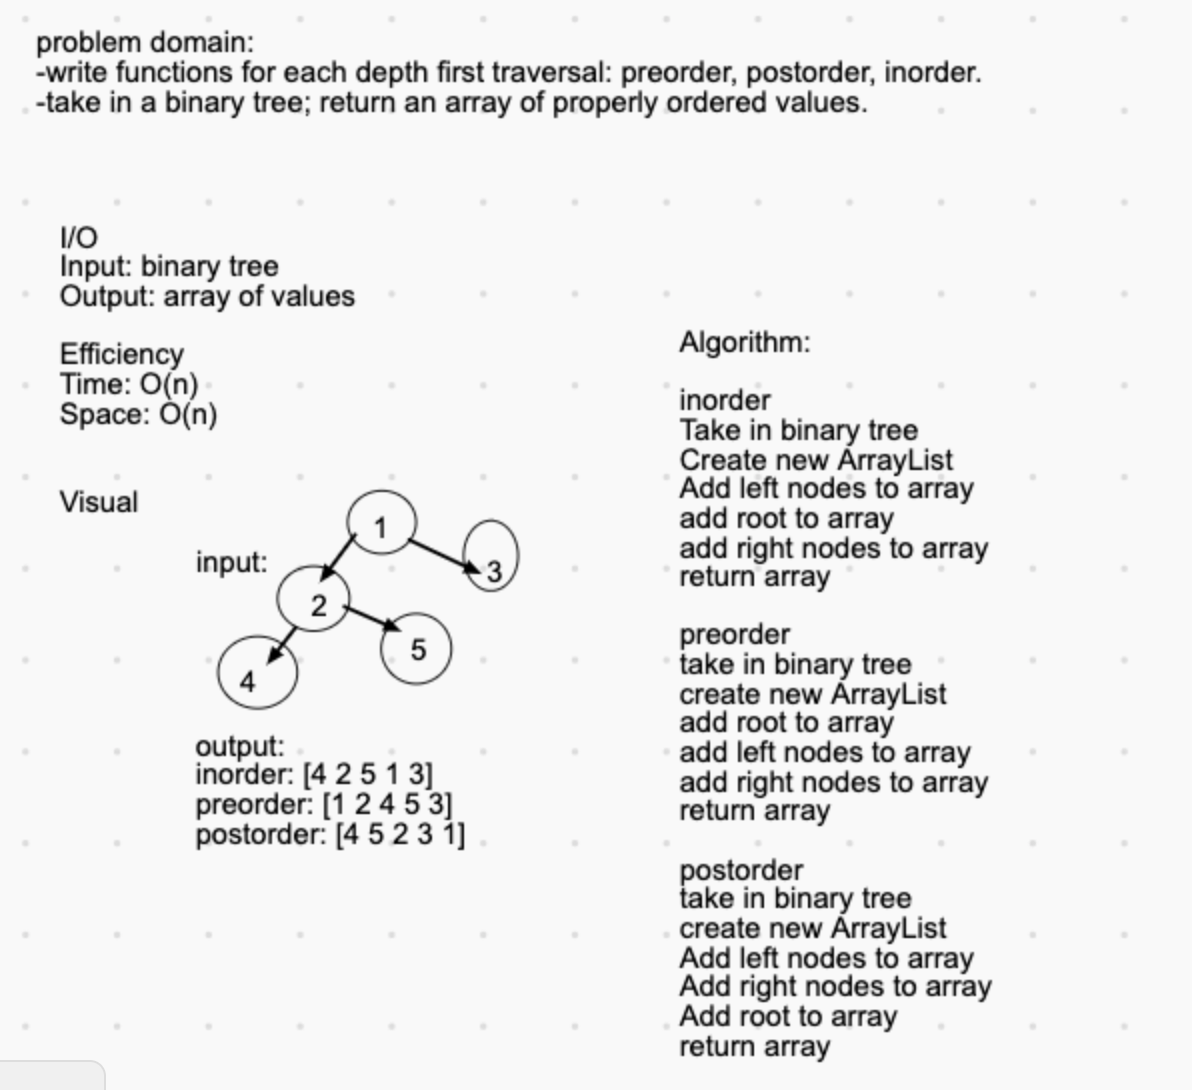 problem domain:
-write functions for each depth first traversal: preorder, postorder, inorder.
-take in a binary tree; return an array of properly ordered values.
I/O
Input: binary tree
Output: array of values
Efficiency
Time: O(n)
Space: O(n)
Visual
input:
1
3
2
5
4
output:
inorder: [4 2 5 1 3]
preorder: [1 2 4 5 3]
postorder: [4 5 2 3 1]
Algorithm:
inorder
Take in binary tree
Create new ArrayList
Add left nodes to array
add root to array
add right nodes to array
return array
preorder
take in binary tree
create new ArrayList
add root to array
add left nodes to array
add right nodes to array
return array
postorder
take in binary tree
create new ArrayList
Add left nodes to array
Add right nodes to array
Add root to array
return array